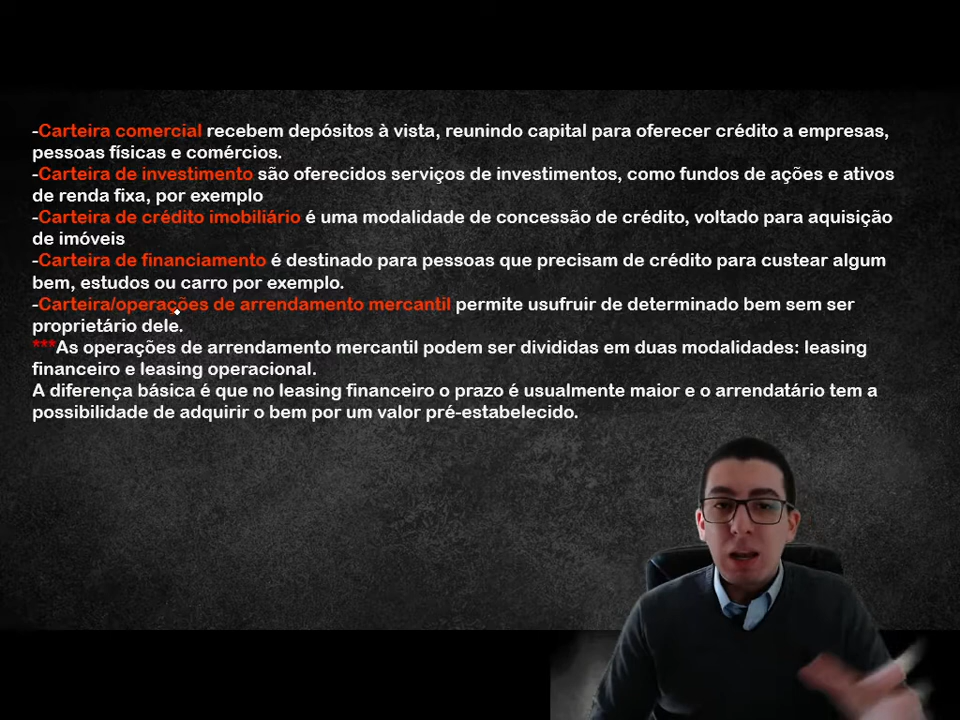 -Carteira comercial recebem depósitos à vista, reunindo capital para oferecer crédito a empresas,
pessoas físicas e comércios.
-Carteira de investimento são oferecidos serviços de investimentos, como fundos de ações e ativos
de renda fixa, por exemplo
-Carteira de crédito imobiliário é uma modalidade de concessão de crédito, voltado para aquisição
de imóveis
-Carteira de financiamento é destinado para pessoas que precisam de crédito para custear algum
bem, estudos ou carro por exemplo.
-Carteira/operações de arrendamento mercantil permite usufruir de determinado bem sem ser
proprietário dele.
***As operações de arrendamento mercantil podem ser divididas em duas modalidades: leasing
financeiro e leasing operacional.
A diferença básica é que no leasing financeiro o prazo é usualmente maior e o arrendatário tem a
possibilidade de adquirir o bem por um valor pré-estabelecido.